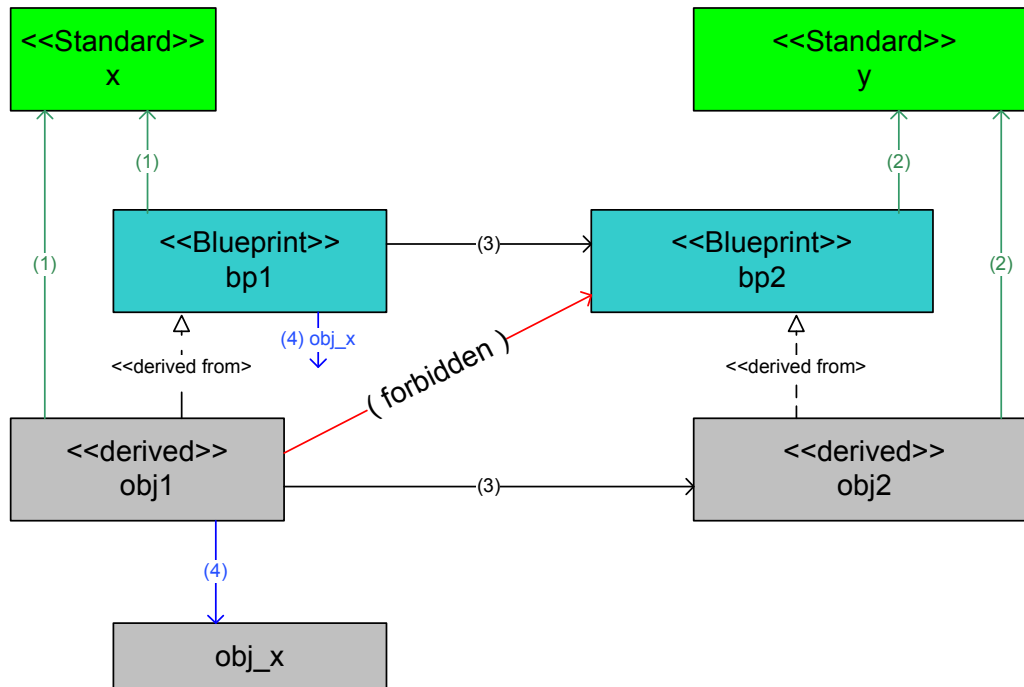 <<Standard>>
x
<<Standard>>
y
(1)
(2)
<<Blueprint>>
bp1
(3)
<<Blueprint>>
bp2
(1)
(2)
(4) obj_x
( forbidden )
<<derived from>
<<derived from>
<<derived>>
obj1
(3)
<<derived>>
obj2
(4)
obj_x